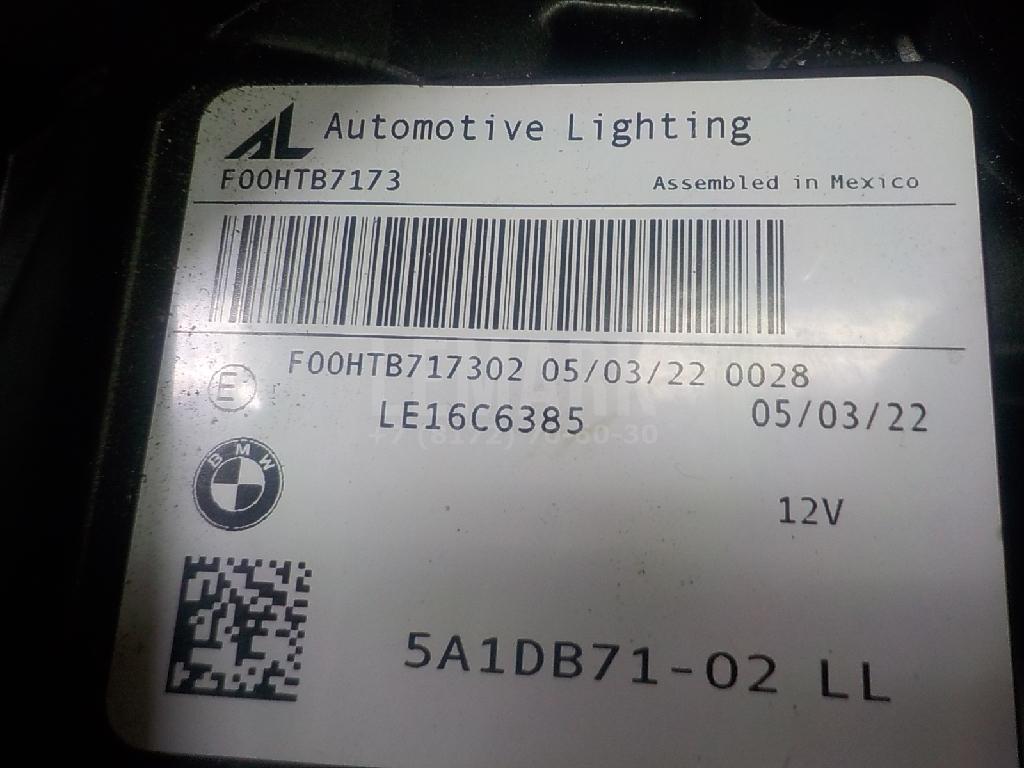 AL Automotive Lighting
F00HTB7173 Assembled in Mexico
F00HTB717302 05/03/22 0028
E
LE16C6385 05/03/22
BMW
12V
5A1DB71-02 LL